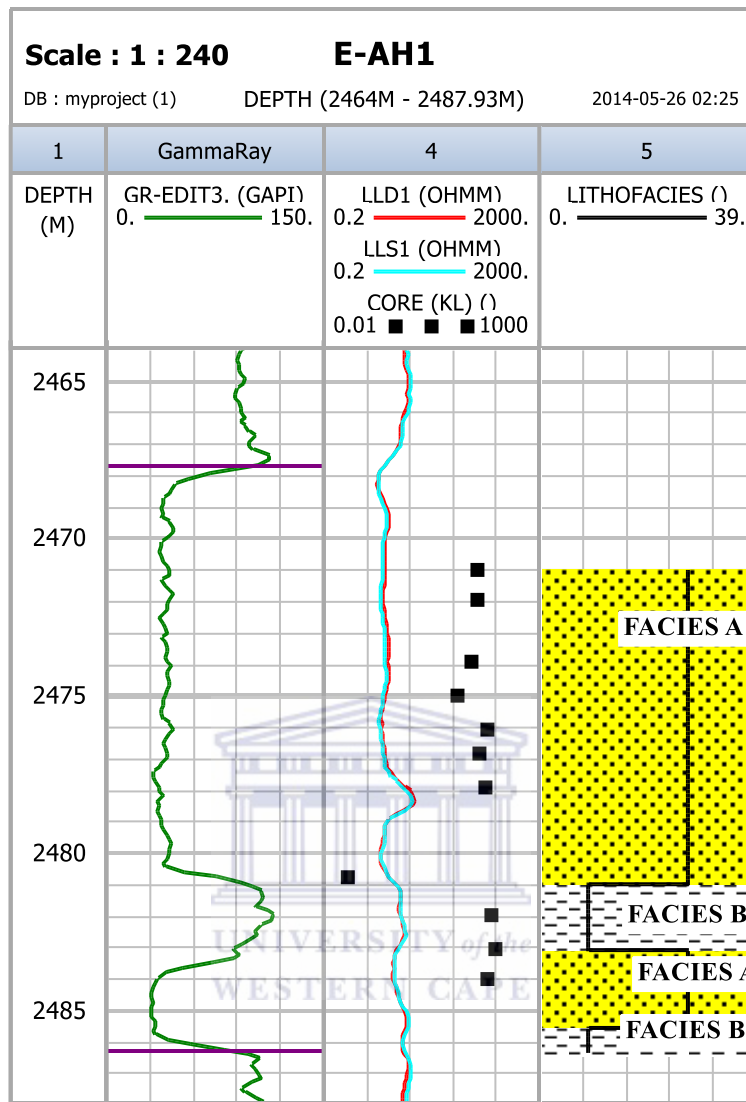 Scale : 1 : 240 E-AH1
DB : myproject (1) DEPTH (2464M - 2487.93M) 2014-05-26 02:25
1 GammaRay 4 5
DEPTH (M)
GR-EDIT3. (GAPI)
0. 150.
LLD1 (OHMM)
0.2 2000.
LLS1 (OHMM)
0.2 2000.
CORE (KL) ()
0.01 1000
LITHOFACIES ()
0. 39.
2465
2470
FACIES A
2475
2480
FACIES B
UNIVERSITY of the
FACIES A
WESTERN CAPE
2485
FACIES B